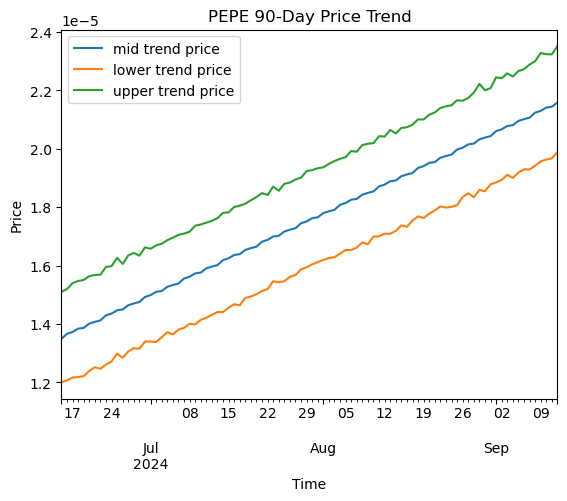 PEPE 90-Day Price Trend
1e−5
mid trend price
lower trend price
upper trend price
2.4
2.2
2.0
1.8
1.6
1.4
1.2
Price
17 24 08 15 22 29 05 12 19 26 02 09
Jul Aug Sep
2024
Time